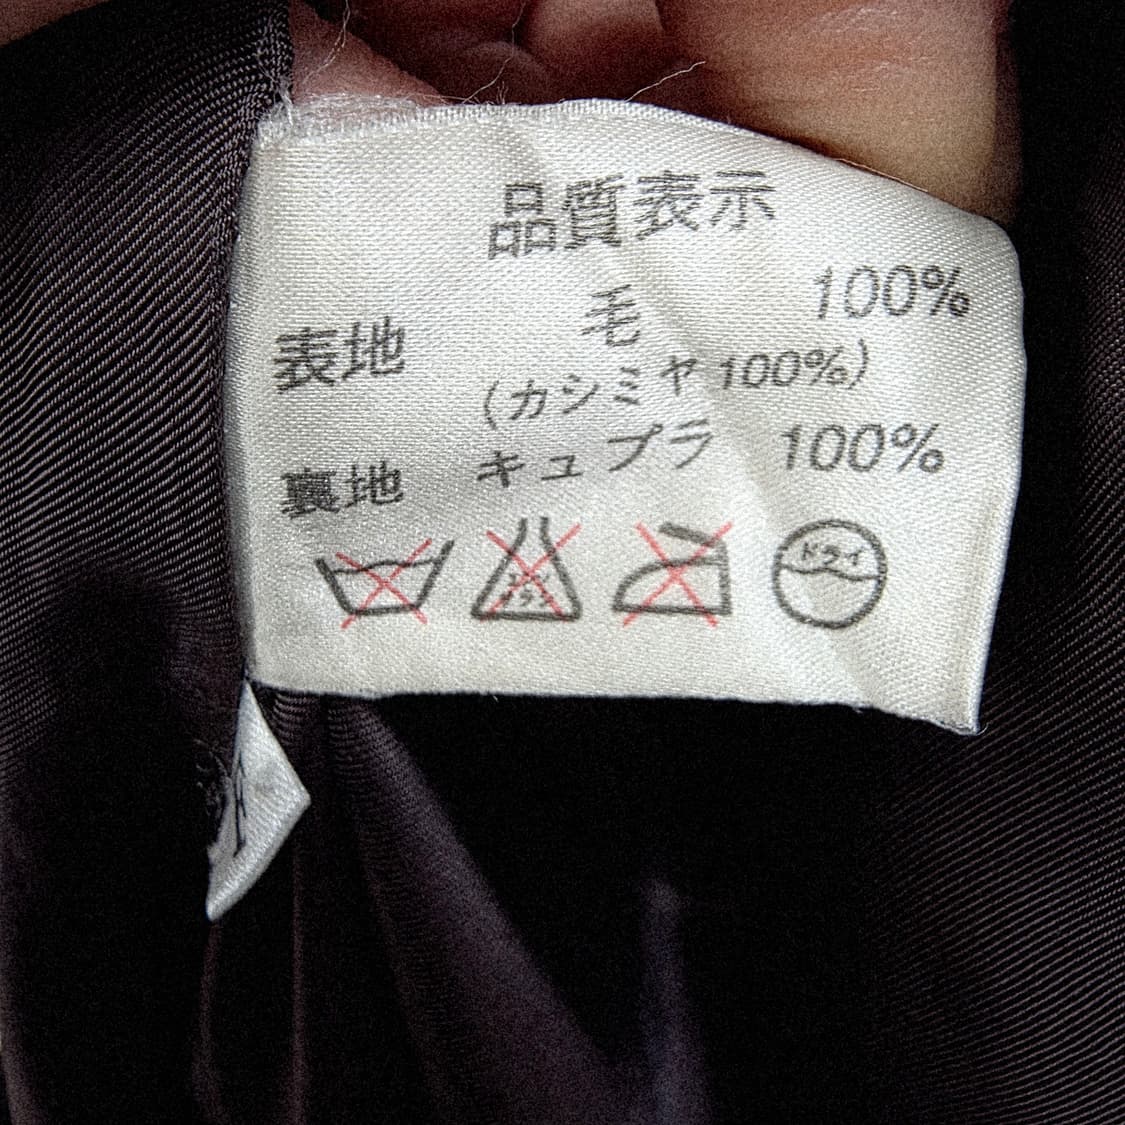 品質表示
表地 毛 100%
(カシミヤ100%)
裏地 キュプラ 100%
ドライ